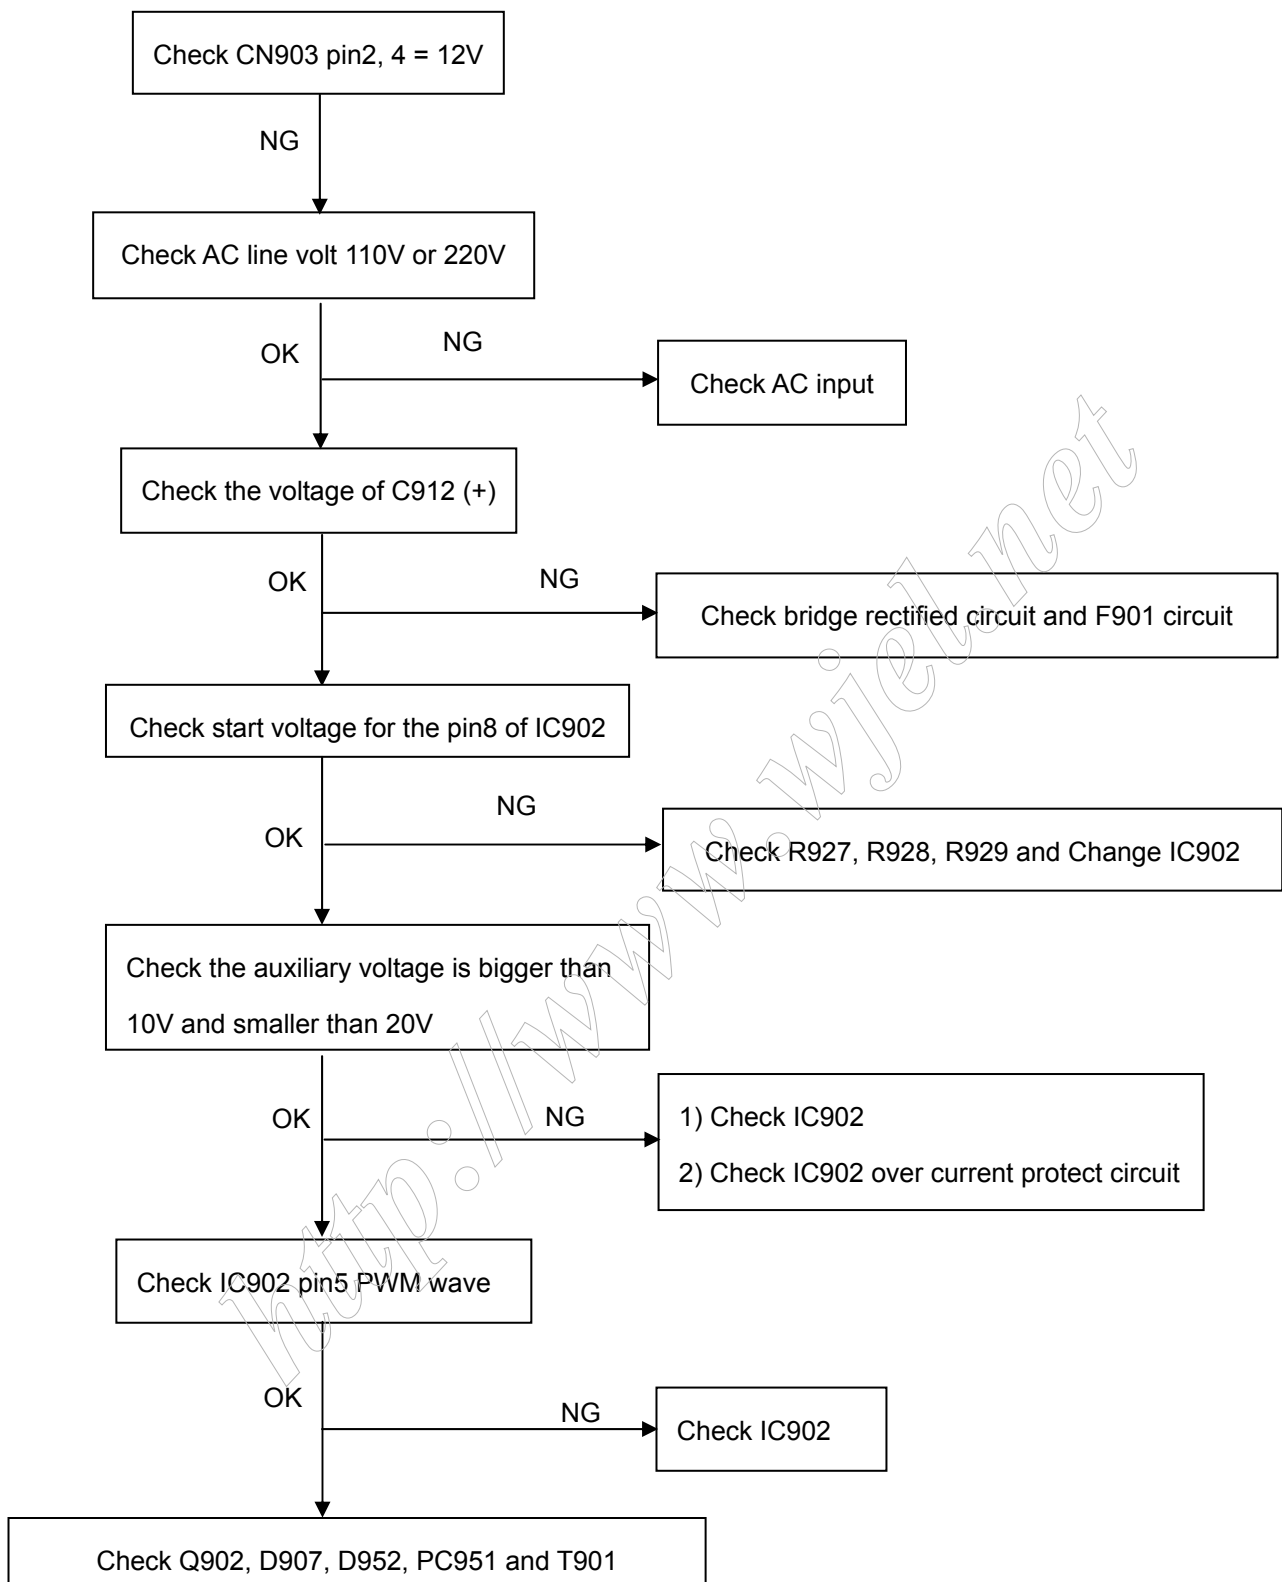 Check CN903 pin2, 4 = 12V
NG
Check AC line volt 110V or 220V
OK
NG
Check AC input
Check the voltage of C912 (+)
OK
NG
Check bridge rectified circuit and F901 circuit
Check start voltage for the pin8 of IC902
NG
OK
Check R927, R928, R929 and Change IC902
Check the auxiliary voltage is bigger than
10V and smaller than 20V
OK
NG
1) Check IC902
2) Check IC902 over current protect circuit
Check IC902 pin5 PWM wave
OK
NG
Check IC902
Check Q902, D907, D952, PC951 and T901
http://www.wjel.net